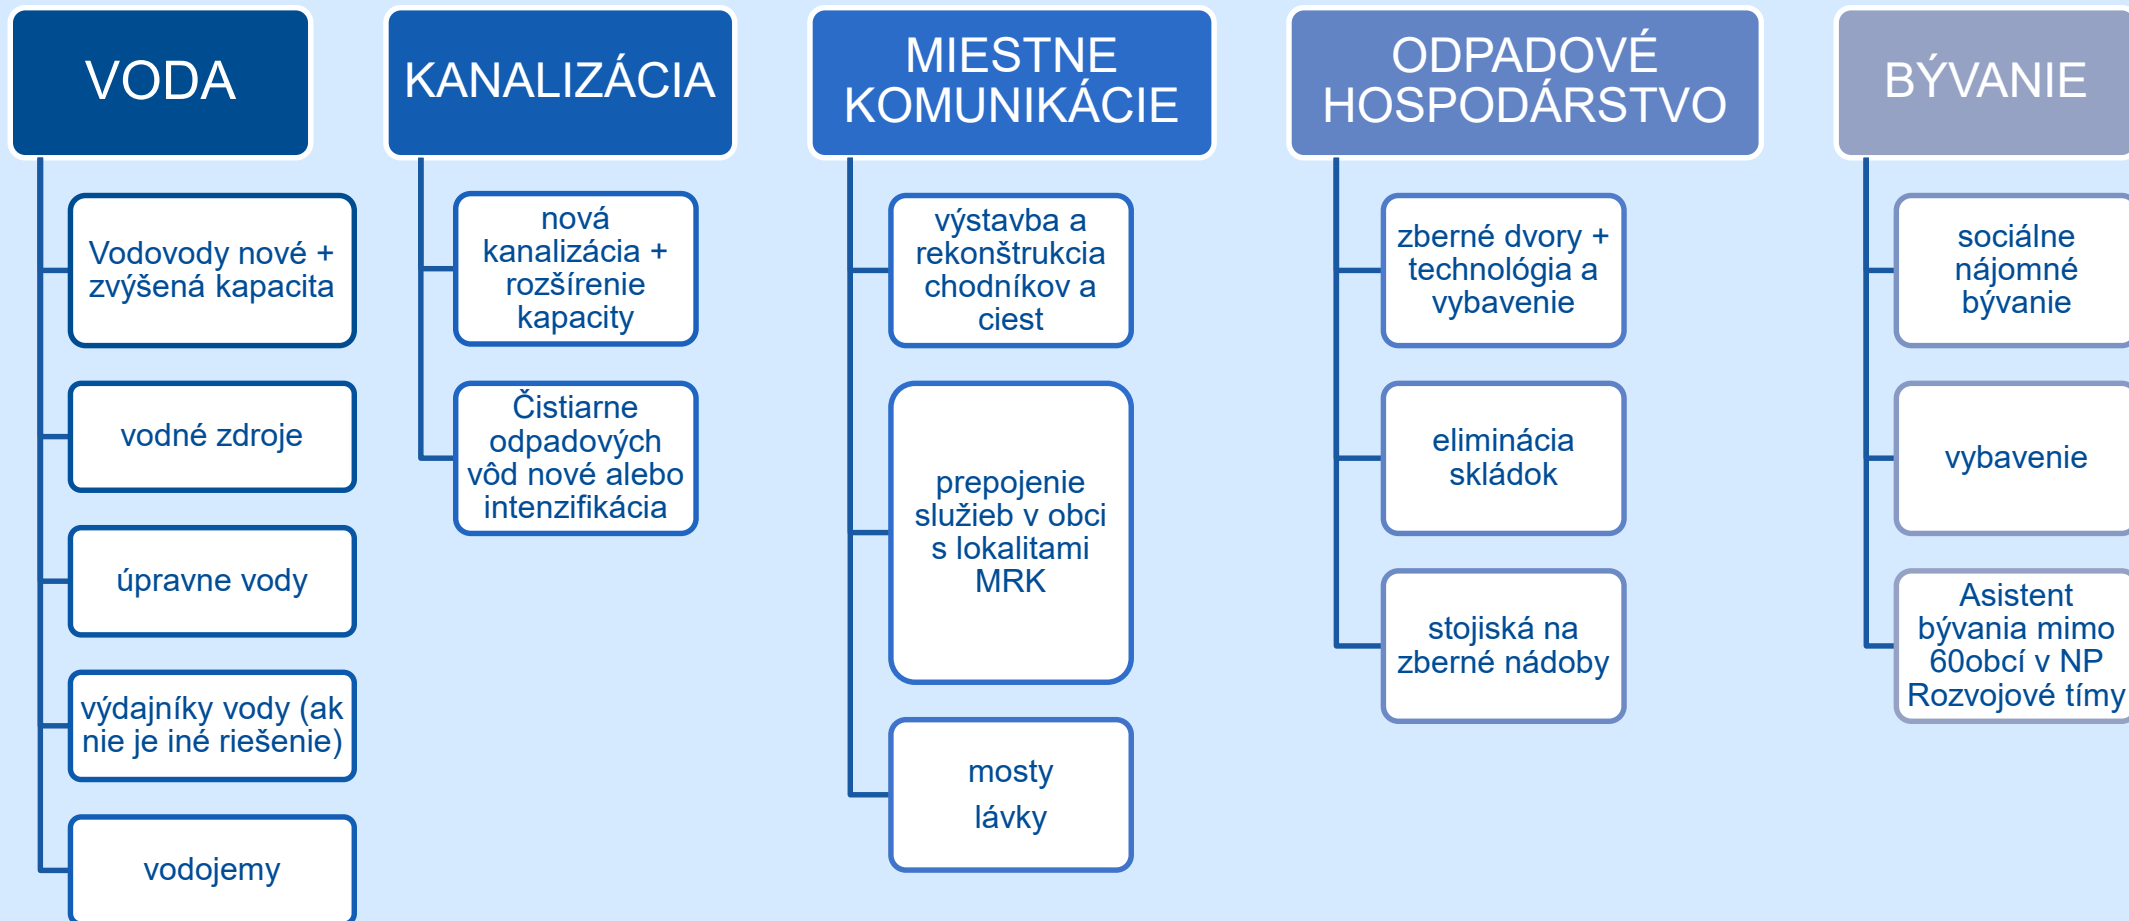 VODA
Vodovody nové +
zvýšená kapacita
vodné zdroje
úpravne vody
výdajníky vody (ak
nie je iné riešenie)
vodojemy
KANALIZÁCIA
nová
kanalizácia +
rozšírenie
kapacity
Čistiarne
odpadových
vôd nové alebo
intenzifikácia
MIESTNE
KOMUNIKÁCIE
výstavba a
rekonštrukcia
chodníkov a
ciest
prepojenie
služieb v obci
s lokalitami
MRK
mosty
lávky
ODPADOVÉ
HOSPODÁRSTVO
zberné dvory +
technológia a
vybavenie
eliminácia
skládok
stojiská na
zberné nádoby
BÝVANIE
sociálne
nájomné
bývanie
vybavenie
Asistent
bývania mimo
60obcí v NP
Rozvojové tímy